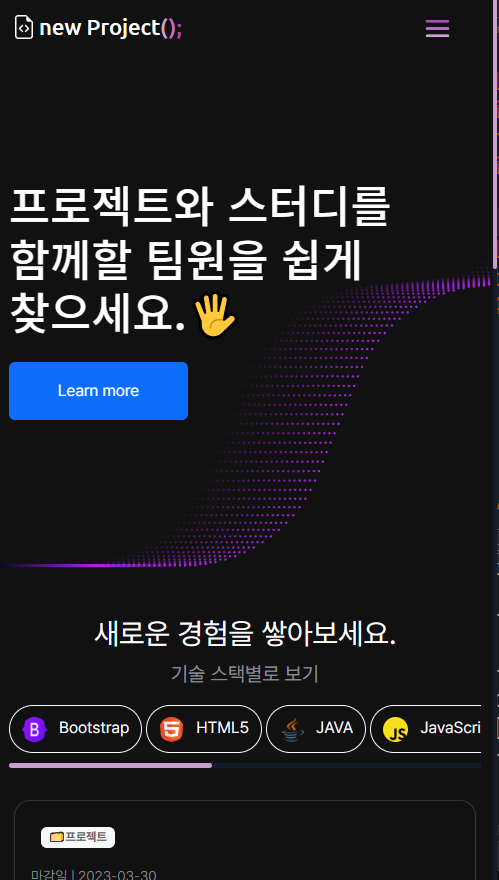 new Project();
프로젝트와 스터디를
함께할 팀원을 쉽게
찾으세요.🖐
Learn more
새로운 경험을 쌓아보세요.
기술 스택별로 보기
Bootstrap HTML5 JAVA JavaScri
프로젝트
마감일 | 2023-03-30